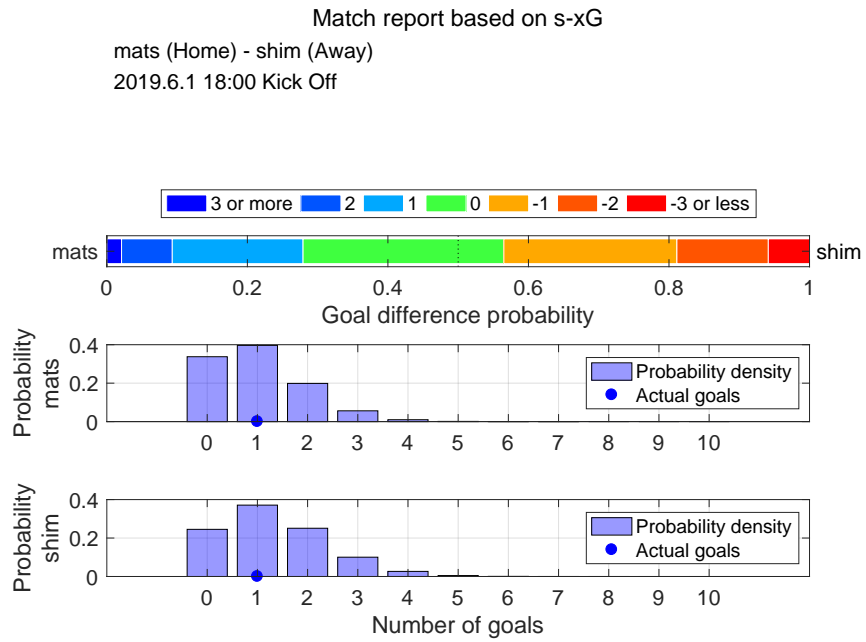 Match report based on s-xG
mats (Home) - shim (Away)
2019.6.1 18:00 Kick Off
3 or more 2 1 0 -1 -2 -3 or less
mats shim
0 0.2 0.4 0.6 0.8 1
Goal difference probability
Probability
mats
0.4
0.2
0
Probability density
Actual goals
0 1 2 3 4 5 6 7 8 9 10
Probability
shim
0.4
0.2
0
Probability density
Actual goals
0 1 2 3 4 5 6 7 8 9 10
Number of goals